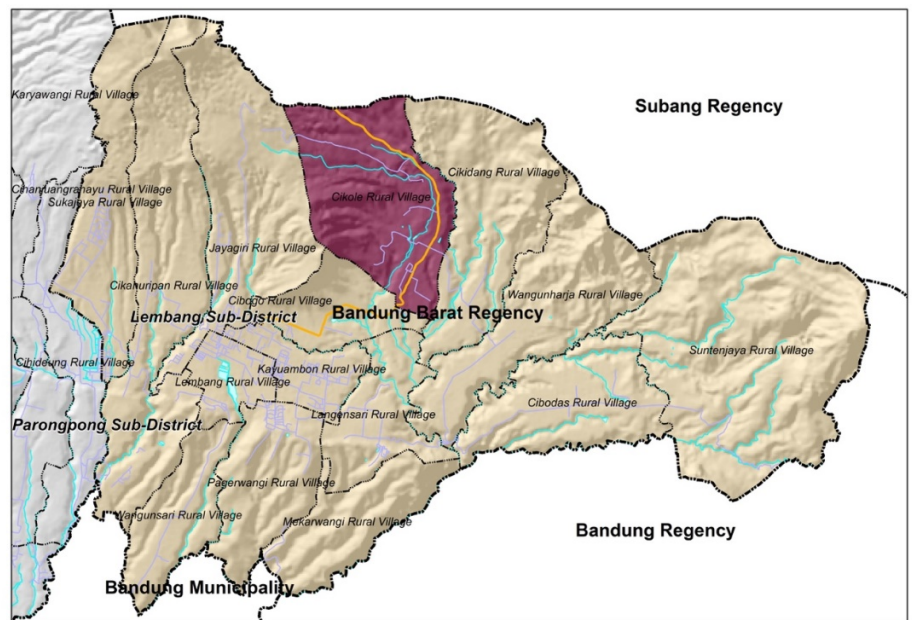 Karyawangi Rural Village
Subang Regency
Cikidang Rural Village
Cihanjuangrahayu Rural Village
Sukajaya Rural Village
Cikole Rural Village
Jayagiri Rural Village
Cikahuripan Rural Village
Cibogo Rural Village
Wangunharja Rural Village
Lembang Sub-District
Bandung Barat Regency
Suntenjaya Rural Village
Cihideung Rural Village
Kayuambon Rural Village
Lembang Rural Village
Cibodas Rural Village
Langensari Rural Village
Parongpong Sub-District
Pagerwangi Rural Village
Wangunsari Rural Village
Mekarwangi Rural Village
Bandung Regency
Bandung Municipality